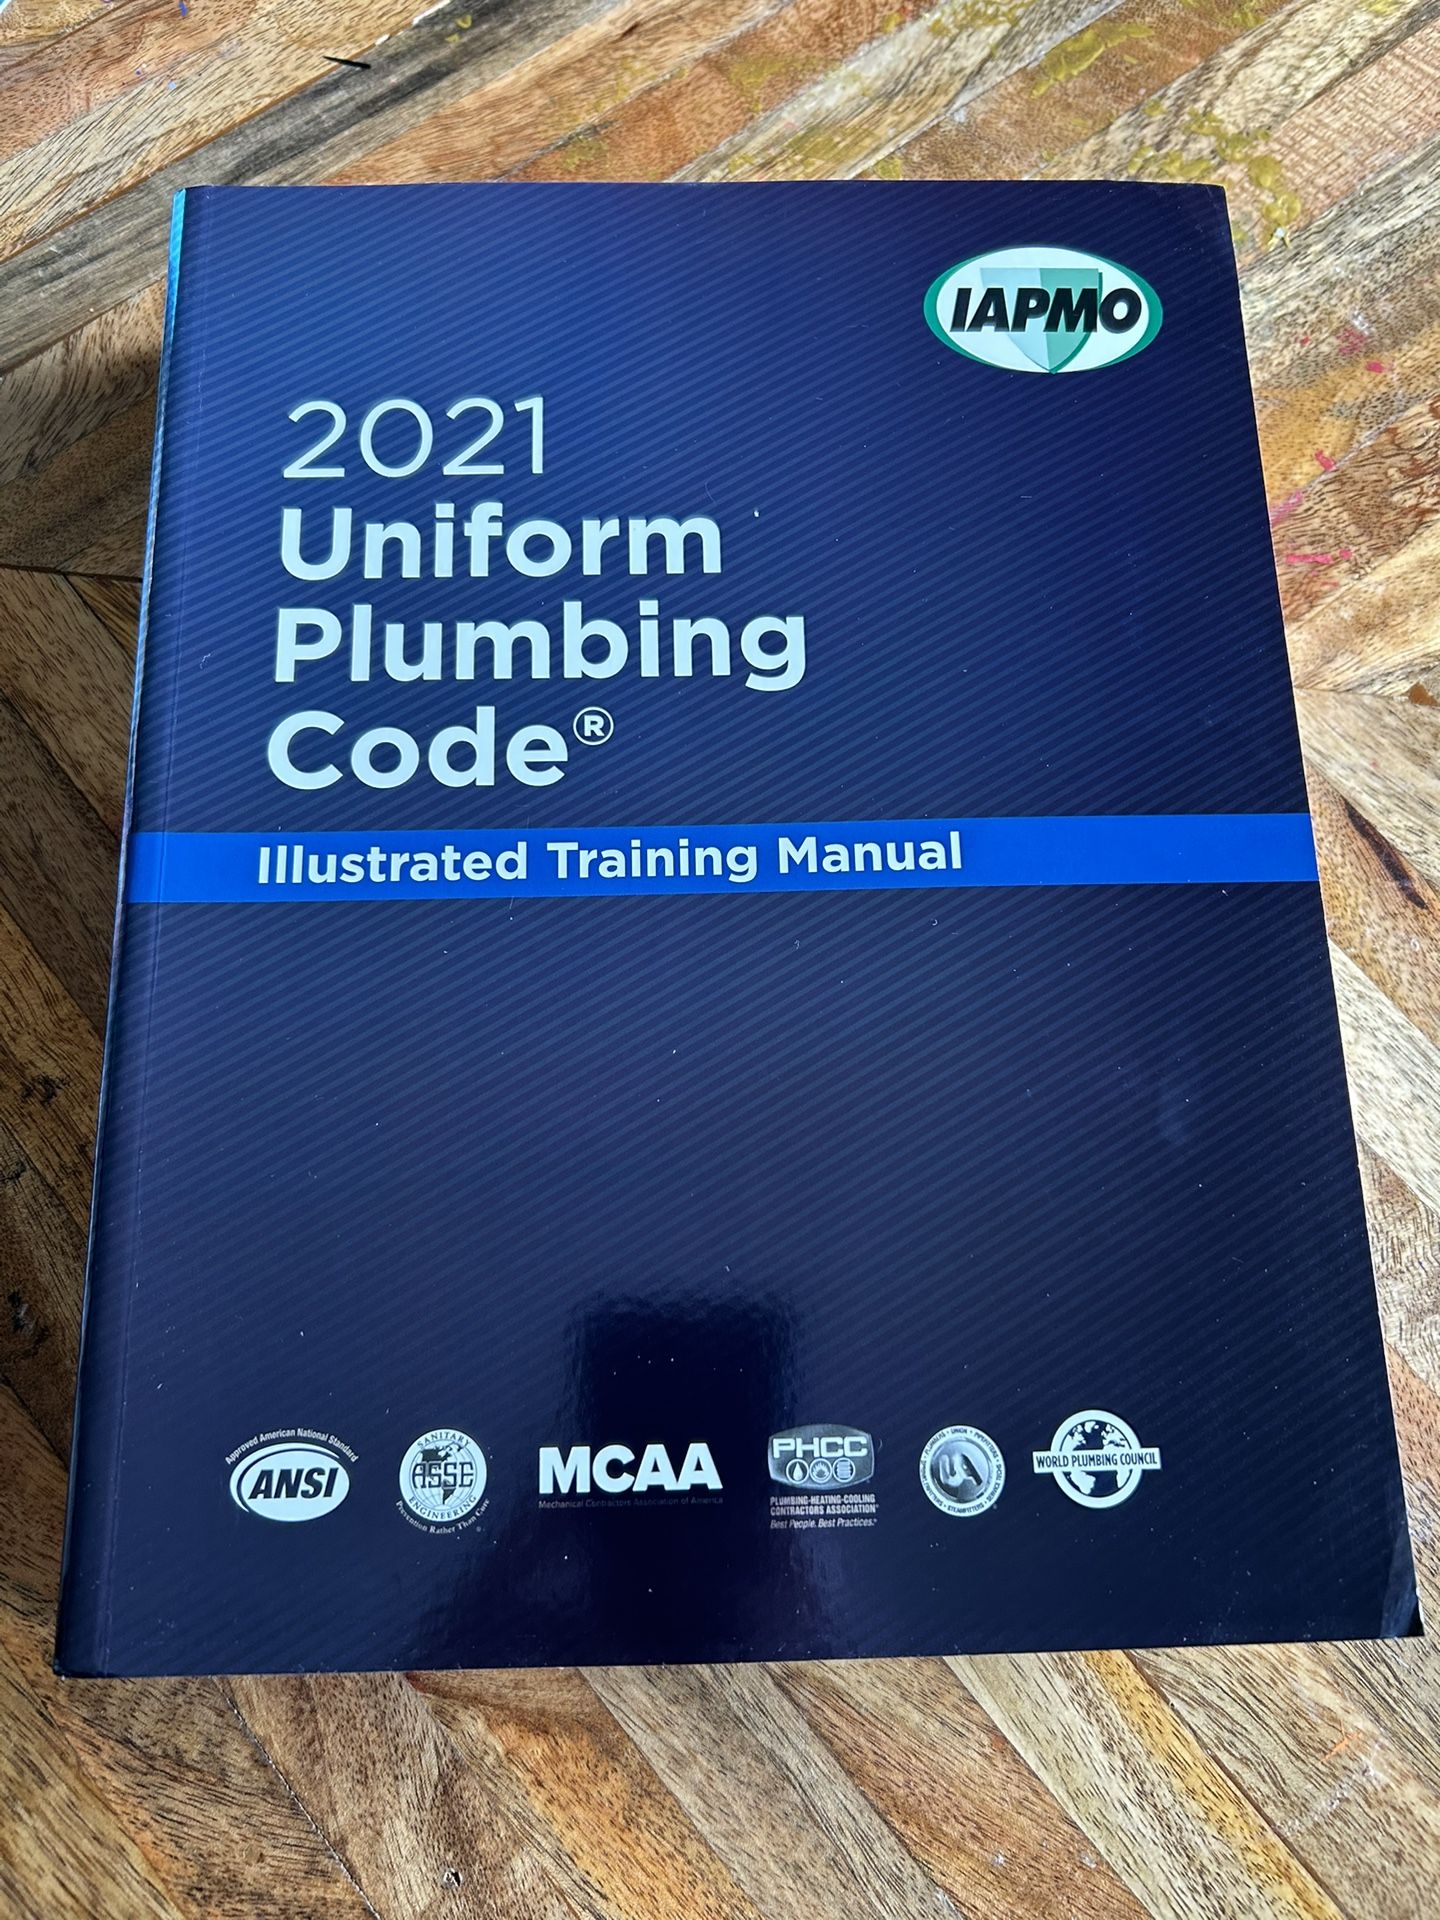 IAPMO
2021
Uniform
Plumbing
Code®
Illustrated Training Manual
Approved American National Standard
ANSI
SANITARY
ASSE
ENGINEERING
Prevention Rather Than Cure
MCAA
Mechanical Contractors Association of America
PHCC
PLUMBING-HEATING-COOLING
CONTRACTORS ASSOCIATION
Best People. Best Practices.
UA
WORLD PLUMBING COUNCIL